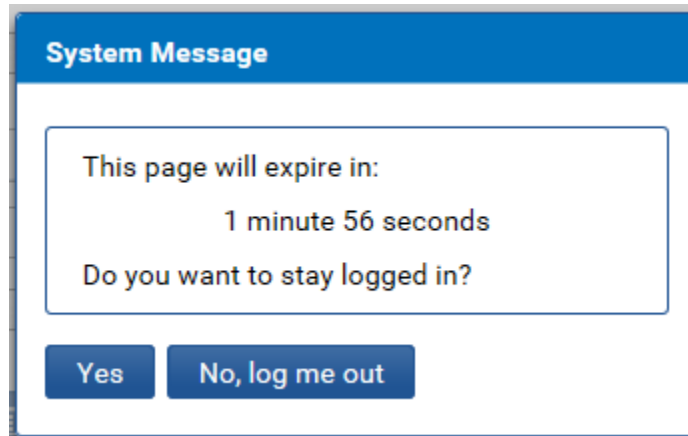 System Message
This page will expire in:
1 minute 56 seconds
Do you want to stay logged in?
Yes
No, log me out